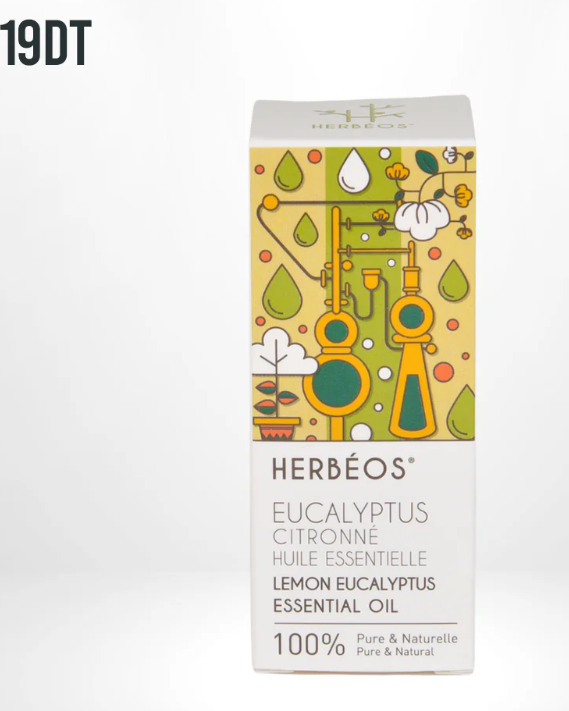 19DT
HERBÉOS
HERBÉOS®
EUCALYPTUS
CITRONNÉ
HUILE ESSENTIELLE
LEMON EUCALYPTUS
ESSENTIAL OIL
100% Pure & Naturelle
Pure & Natural